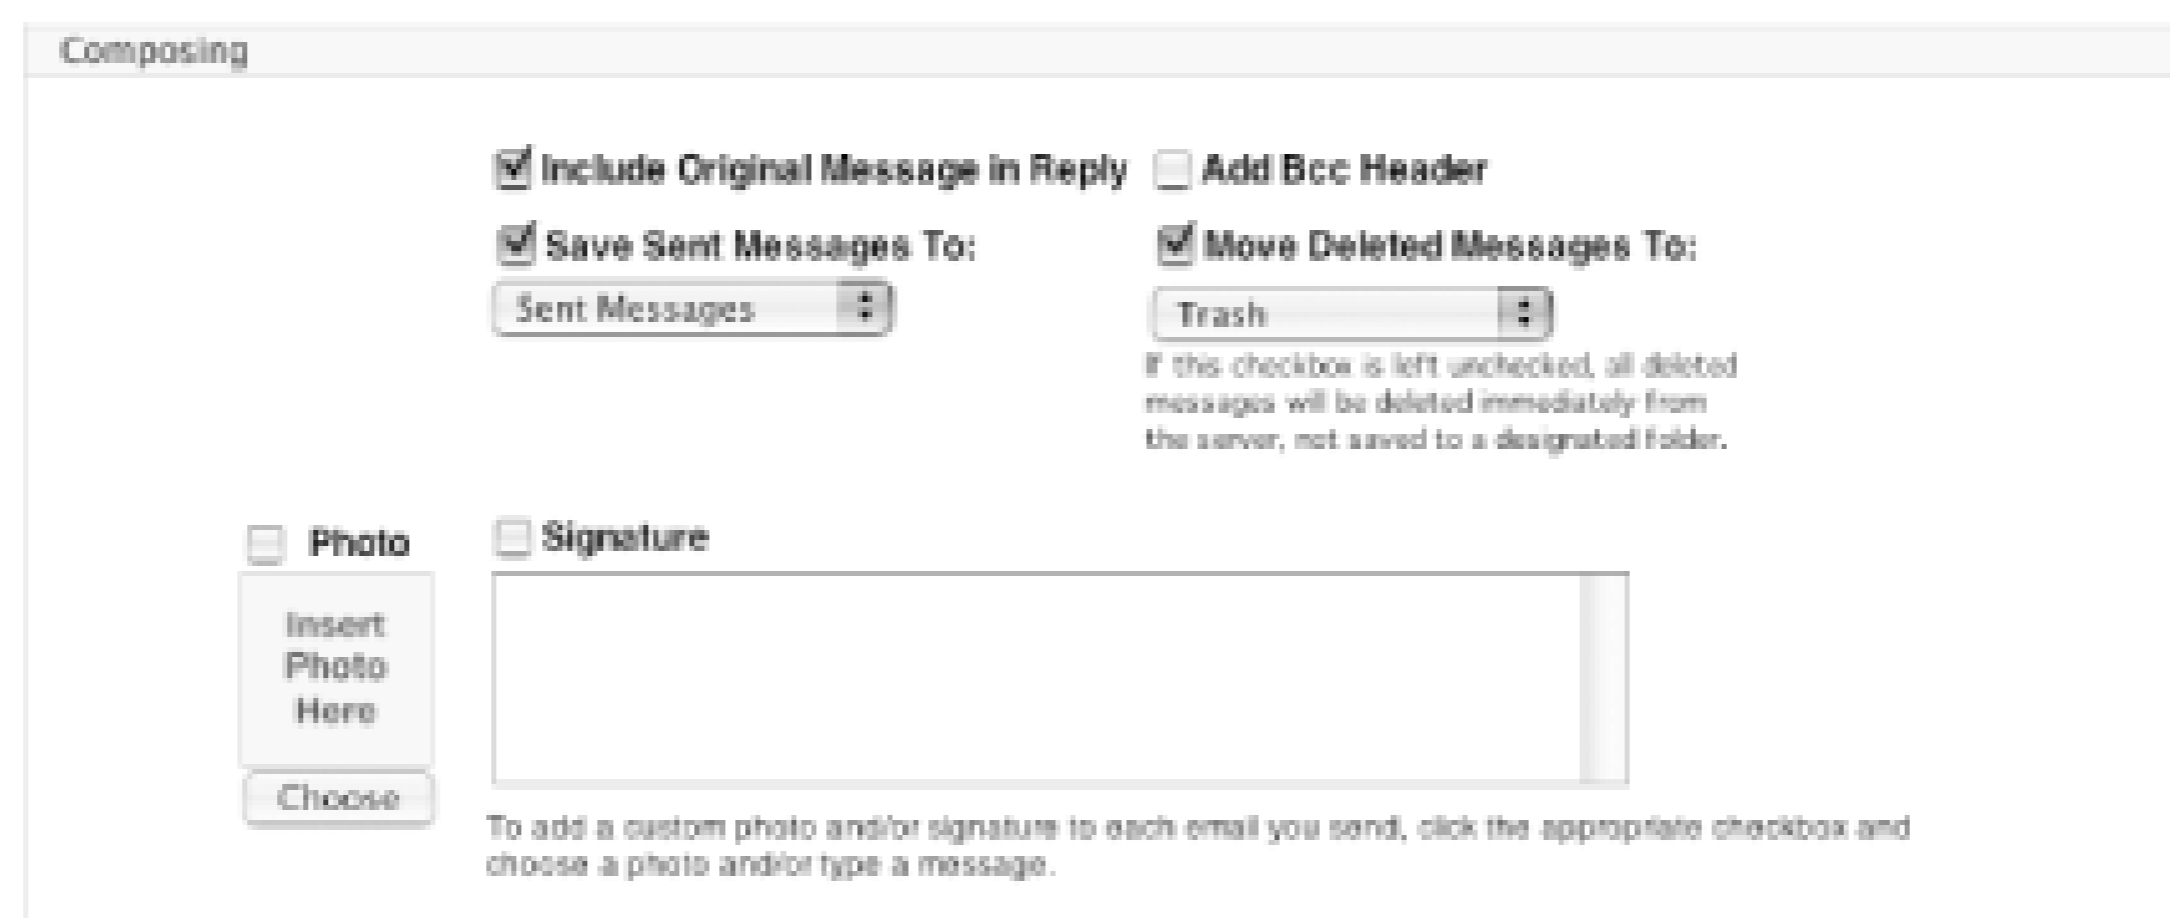 Composing
Include Original Message in Reply Add Bcc Header
Save Sent Messages To: Move Deleted Messages To:
Sent Messages Trash
If this checkbox is left unchecked, all deleted
messages will be deleted immediately from
the server, not saved to a designated folder.
Photo Signature
Insert
Photo
Here
Choose
To add a custom photo and/or signature to each email you send, click the appropriate checkbox and
choose a photo and/or type a message.